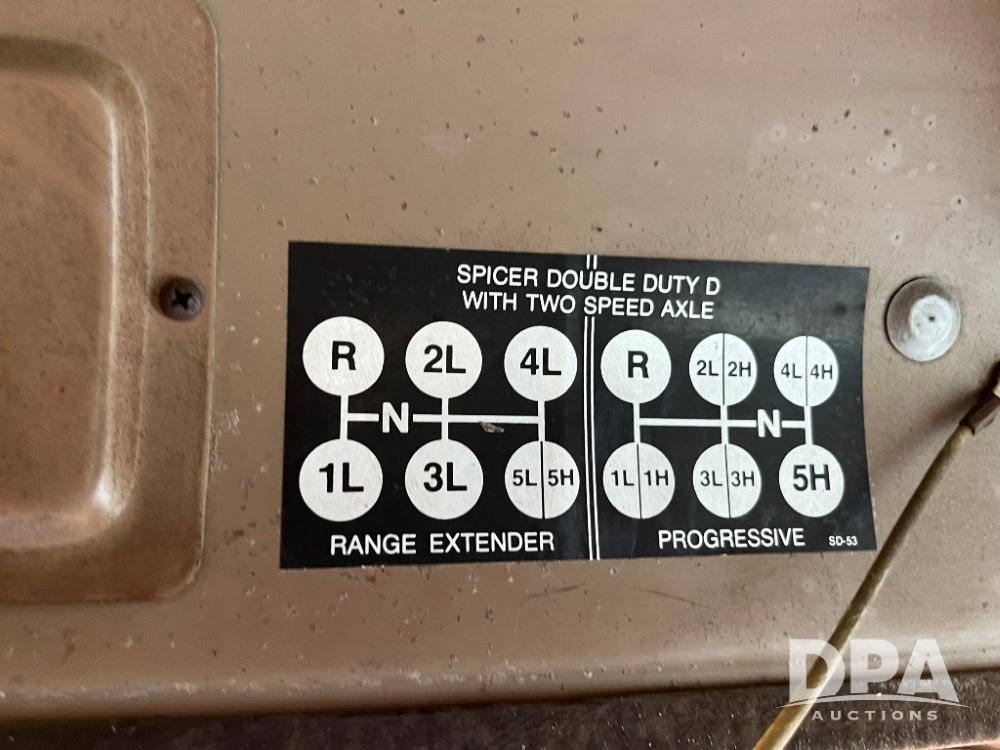 SPICER DOUBLE DUTY D
WITH TWO SPEED AXLE
R 2L 4L
N
1L 3L 5L 5H
RANGE EXTENDER
R 2L 2H 4L 4H
N
1L 1H 3L 3H 5H
PROGRESSIVE
SD-53
DPA
AUCTIONS